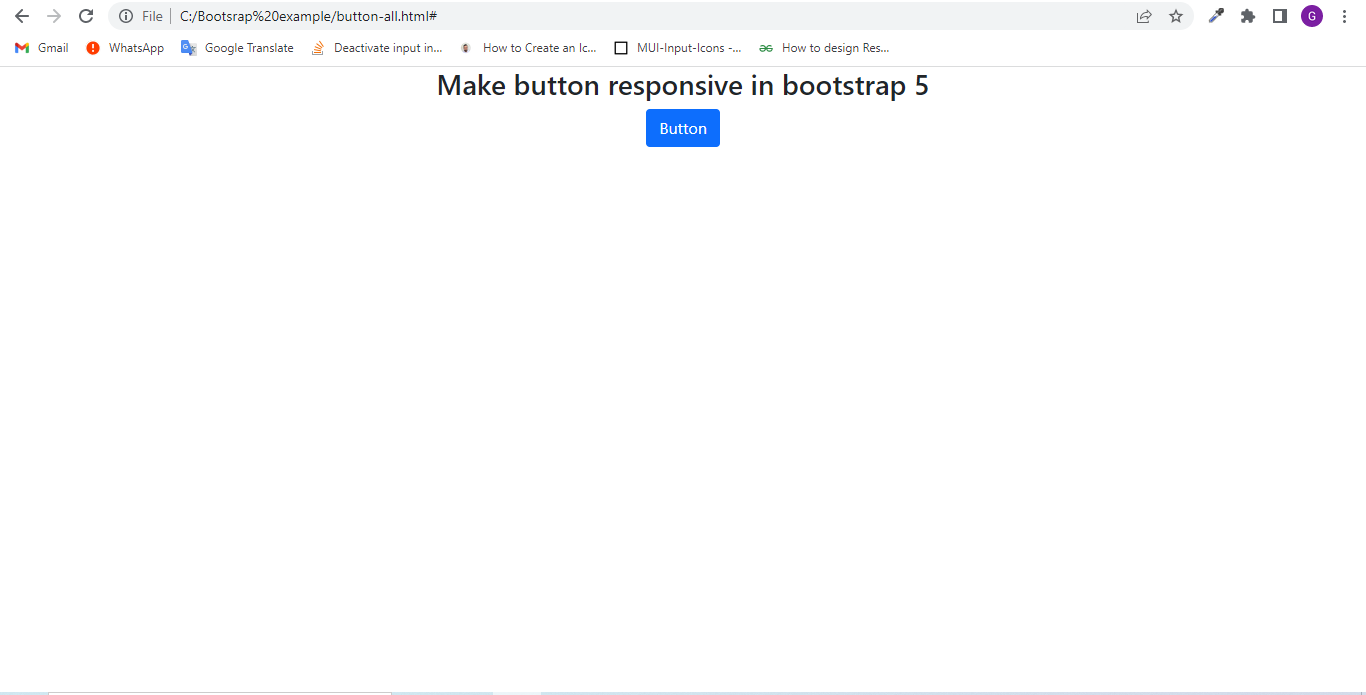 File C:/Bootsrap%20example/button-all.html# G
Gmail WhatsApp Google Translate Deactivate input in... How to Create an Ic... MUI-Input-Icons -... How to design Res...
Make button responsive in bootstrap 5
Button